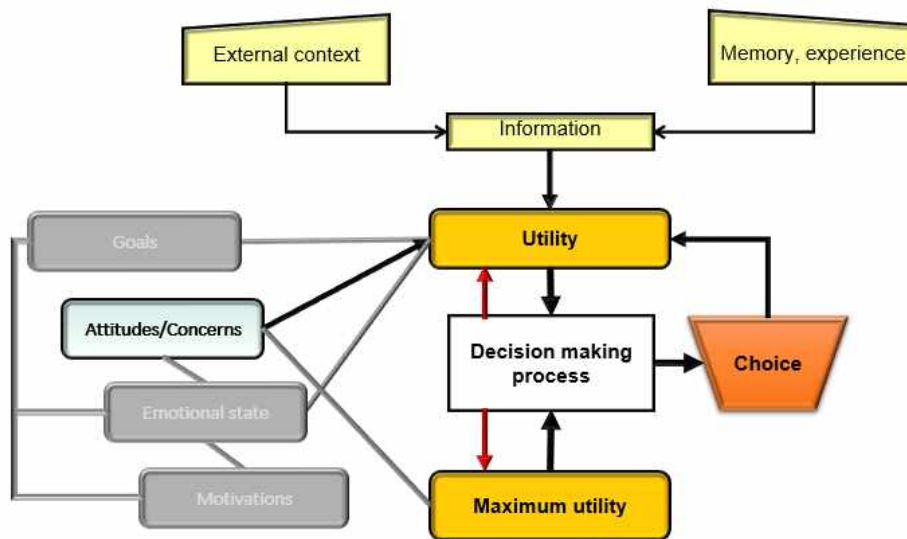 External context
Memory, experience
Information
Goals
Utility
Attitudes/Concerns
Decision making
process
Choice
Emotional state
Motivations
Maximum utility